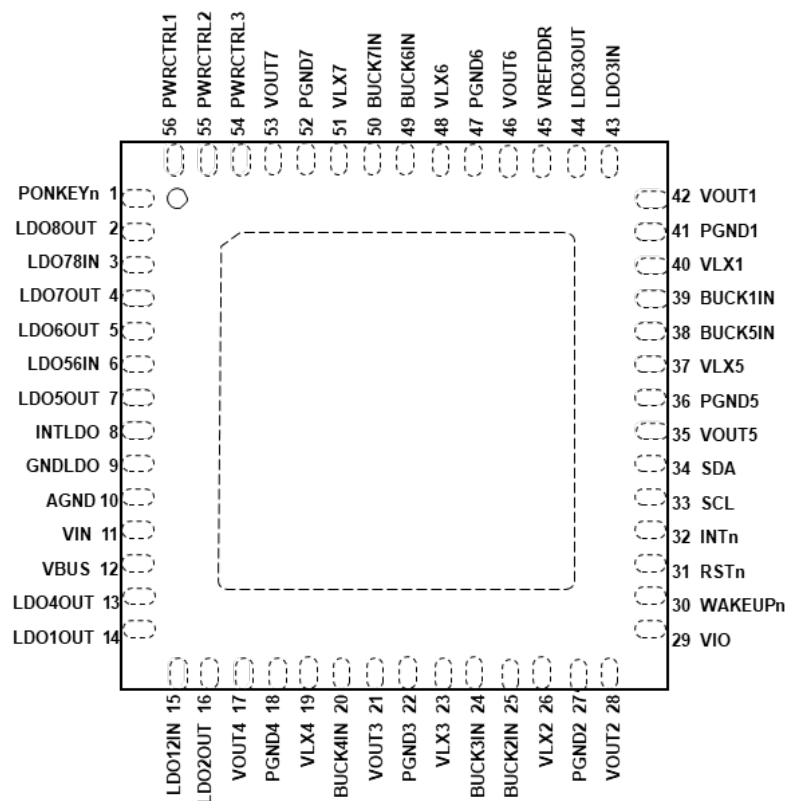 56 PWRCTRL1
55 PWRCTRL2
54 PWRCTRL3
53 VOUT7
52 PGND7
51 VLX7
50 BUCK7IN
49 BUCK6IN
48 VLX6
47 PGND6
46 VOUT6
45 VREFDDR
44 LDO3OUT
43 LDO3IN
PONKEYn 1
LDO8OUT 2
LDO78IN 3
LDO7OUT 4
LDO6OUT 5
LDO56IN 6
LDO5OUT 7
INTLDO 8
GNDLDO 9
AGND 10
VIN 11
VBUS 12
LDO4OUT 13
LDO1OUT 14
42 VOUT1
41 PGND1
40 VLX1
39 BUCK1IN
38 BUCK5IN
37 VLX5
36 PGND5
35 VOUT5
34 SDA
33 SCL
32 INTn
31 RSTn
30 WAKEUPn
29 VIO
LDO12IN 15
LDO2OUT 16
VOUT4 17
PGND4 18
VLX4 19
BUCK4IN 20
VOUT3 21
PGND3 22
VLX3 23
BUCK3IN 24
BUCK2IN 25
VLX2 26
PGND2 27
VOUT2 28